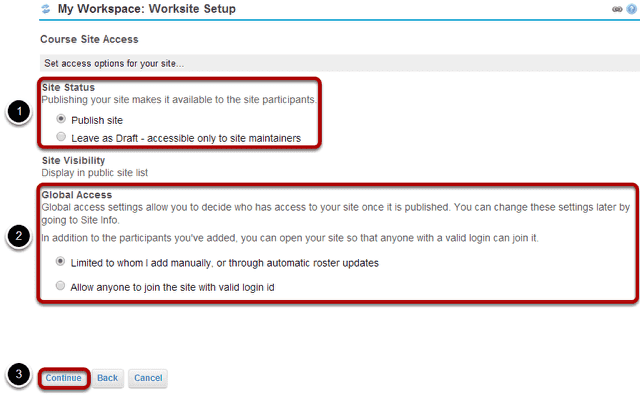 My Workspace: Worksite Setup
?
Course Site Access
Set access options for your site...
Site Status
1
Publishing your site makes it available to the site participants.
Publish site
Leave as Draft - accessible only to site maintainers
Site Visibility
Display in public site list
Global Access
Global access settings allow you to decide who has access to your site once it is published. You can change these settings later by
going to Site Info.
2
In addition to the participants you've added, you can open your site so that anyone with a valid login can join it.
Limited to whom I add manually, or through automatic roster updates
Allow anyone to join the site with valid login id
3
Continue Back Cancel